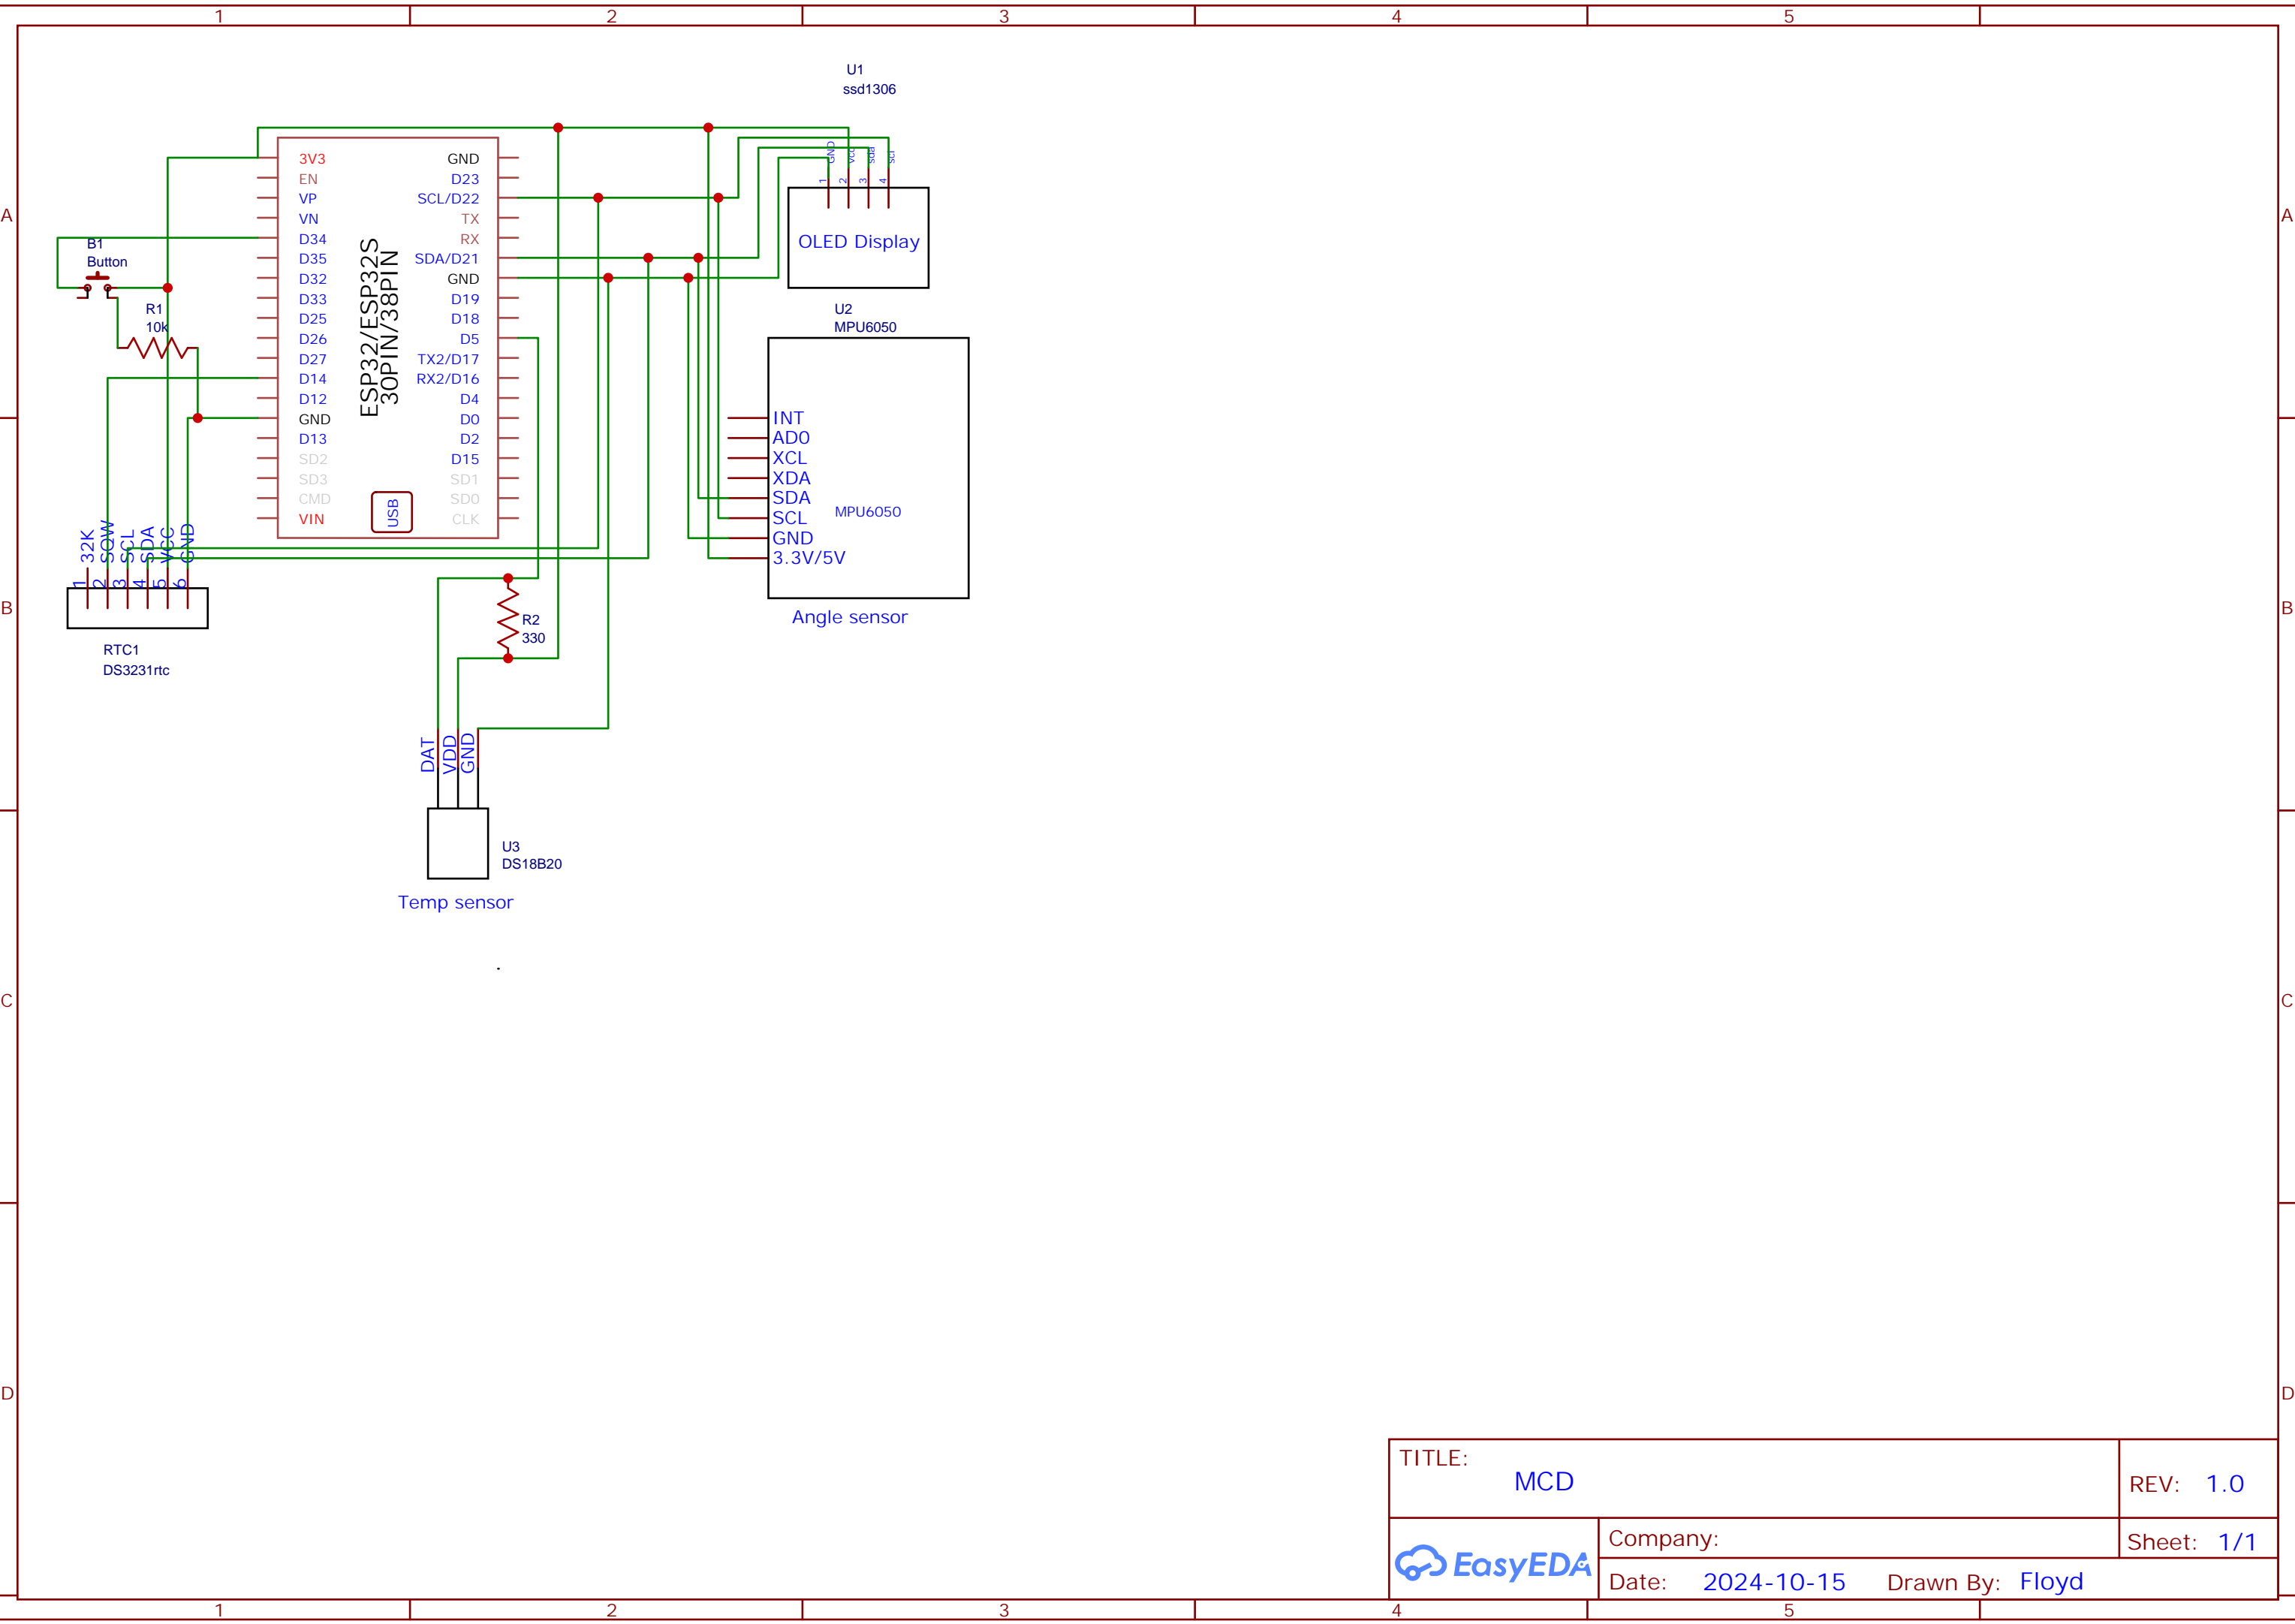 1 2 3 4 5
A A
B B
C C
D D
U1
ssd1306
GND vcc sda scl
1 2 3 4
OLED Display
3V3
EN
VP
VN
D34
D35
D32
D33
D25
D26
D27
D14
D12
GND
D13
SD2
SD3
CMD
VIN
ESP32/ESP32S
30PIN/38PIN
USB
GND
D23
SCL/D22
TX
RX
SDA/D21
GND
D19
D18
D5
TX2/D17
RX2/D16
D4
D0
D2
D15
SD1
SD0
CLK
B1
Button
R1
10k
U2
MPU6050
INT
AD0
XCL
XDA
SDA
SCL
GND
3.3V/5V
MPU6050
Angle sensor
32K SQW SCL SDA VCC GND
1 2 3 4 5 6
RTC1
DS3231rtc
R2
330
DAT VDD GND
U3
DS18B20
Temp sensor
TITLE:
MCD
REV: 1.0
EasyEDA
Company:
Sheet: 1/1
Date: 2024-10-15 Drawn By: Floyd
1 2 3 4 5